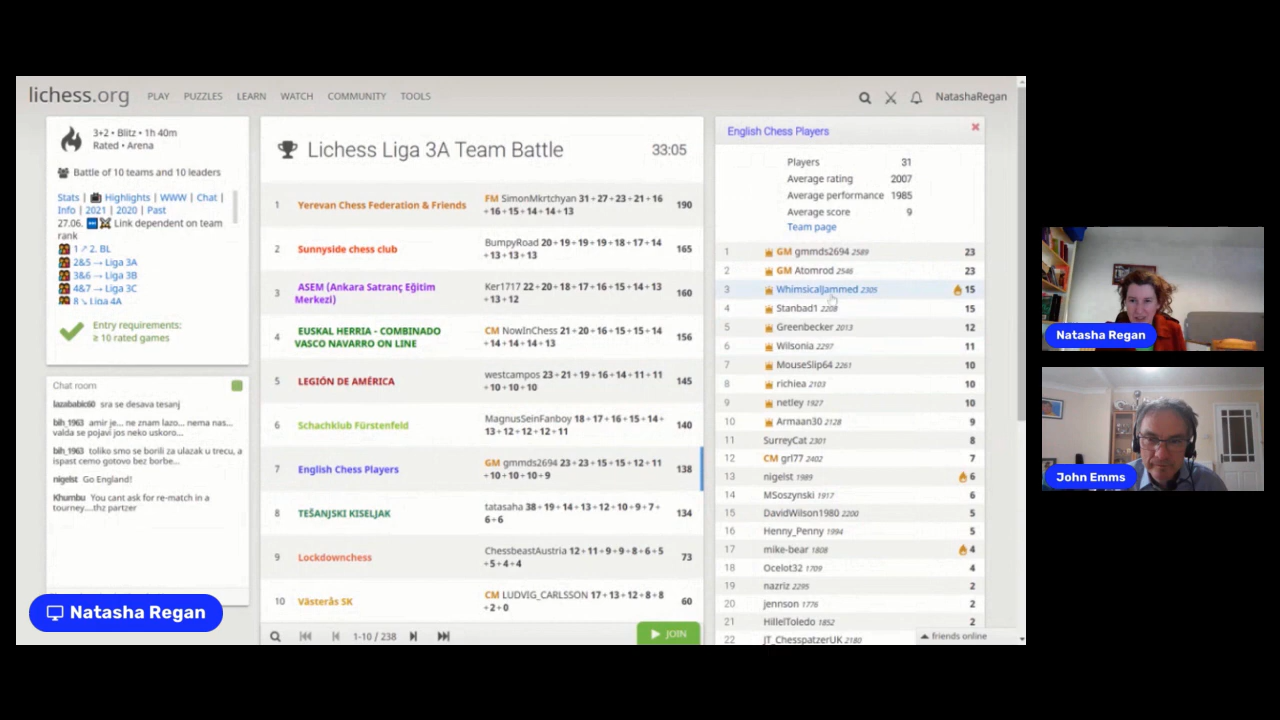 lichess.org PLAY PUZZLES LEARN WATCH COMMUNITY TOOLS NatashaRegan
3+2 • Blitz • 1h 40m
Rated • Arena
Battle of 10 teams and 10 leaders
Stats | Highlights | WWW | Chat |
Info | 2021 | 2020 | Past
27.06. Link dependent on team
rank
1 ↗ 2. BL
2&5 → Liga 3A
3&6 → Liga 3B
4&7 → Liga 3C
8 ↘ Liga 4A
Entry requirements:
≥ 10 rated games
Chat room
lazababic60 sra se desava tesanj
bih_1963 amir je... ne znam lazo... nema nas...
valda se pojavi jos neko uskoro...
bih_1963 toliko smo se borili za ulazak u trecu, a
ispast cemo gotovo bez borbe...
nigelst Go England!
Khumbu You cant ask for re-match in a
tourney....thz partzer
Natasha Regan
Lichess Liga 3A Team Battle 33:05
1 Yerevan Chess Federation & Friends FM SimonMkrtchyan 31+27+23+21+16
+16+15+14+14+13 190
2 Sunnyside chess club BumpyRoad 20+19+19+19+18+17+14
+13+13+13 165
3 ASEM (Ankara Satranç Eğitim
Merkezi) Ker1717 22+20+18+17+16+15+14+13
+13+12 160
4 EUSKAL HERRIA - COMBINADO
VASCO NAVARRO ON LINE CM NowInChess 21+20+16+15+15+14
+14+14+14+13 156
5 LEGIÓN DE AMÉRICA westcampos 23+21+19+16+14+11+11
+10+10+10 145
6 Schachklub Fürstenfeld MagnusSeinFanboy 18+17+16+15+14+
13+12+12+12+11 140
7 English Chess Players GM gmmds2694 23+23+15+15+12+11
+10+10+10+9 138
8 TEŠANJSKI KISELJAK tatasaha 38+19+14+13+12+10+9+7+
6+6 134
9 Lockdownchess ChessbeastAustria 12+11+9+9+8+6+5
+5+4+4 73
10 Västerås SK CM LUDVIG_CARLSSON 17+13+12+8+8
+2+0 60
1-10 / 238 JOIN
English Chess Players
Players 31
Average rating 2007
Average performance 1985
Average score 9
Team page
1 GM gmmds2694 2589 23
2 GM Atomrod 2546 23
3 WhimsicalJammed 2305 15
4 Stanbad1 2208 15
5 Greenbecker 2013 12
6 Wilsonia 2297 11
7 MouseSlip64 2261 10
8 richiea 2103 10
9 netley 1927 10
10 Armaan30 2128 9
11 SurreyCat 2301 8
12 CM grl77 2402 7
13 nigelst 1989 6
14 MSoszynski 1917 6
15 DavidWilson1980 2200 5
16 Henny_Penny 1994 5
17 mike-bear 1808 4
18 Ocelot32 1709 4
19 nazriz 2295 2
20 jennson 1776 2
21 HillelToledo 1852 2
22 JT_ChesspatzerUK 2180
friends online
Natasha Regan
John Emms